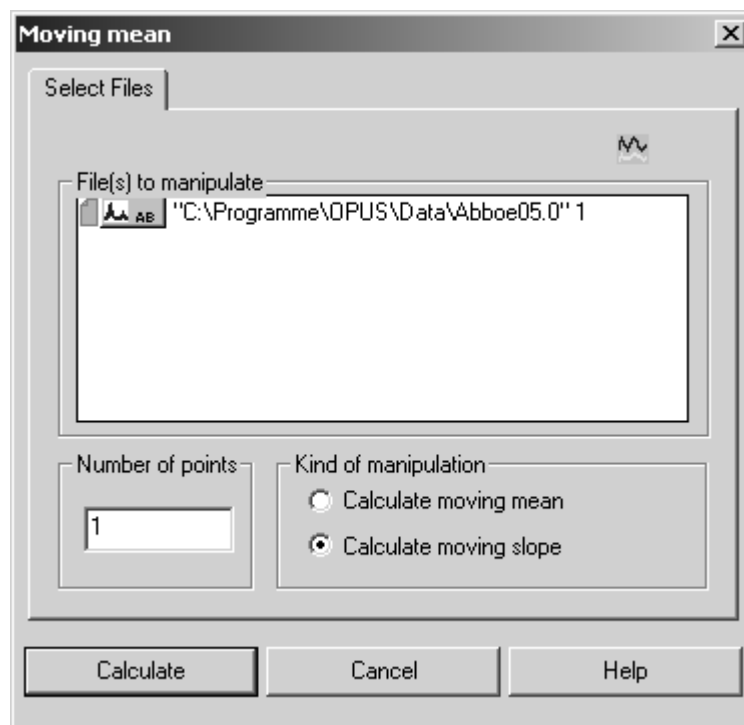 Moving mean
Select Files
File(s) to manipulate
AB "C:\Programme\OPUS\Data\Abboe05.0" 1
Number of points
1
Kind of manipulation
Calculate moving mean
Calculate moving slope
Calculate
Cancel
Help